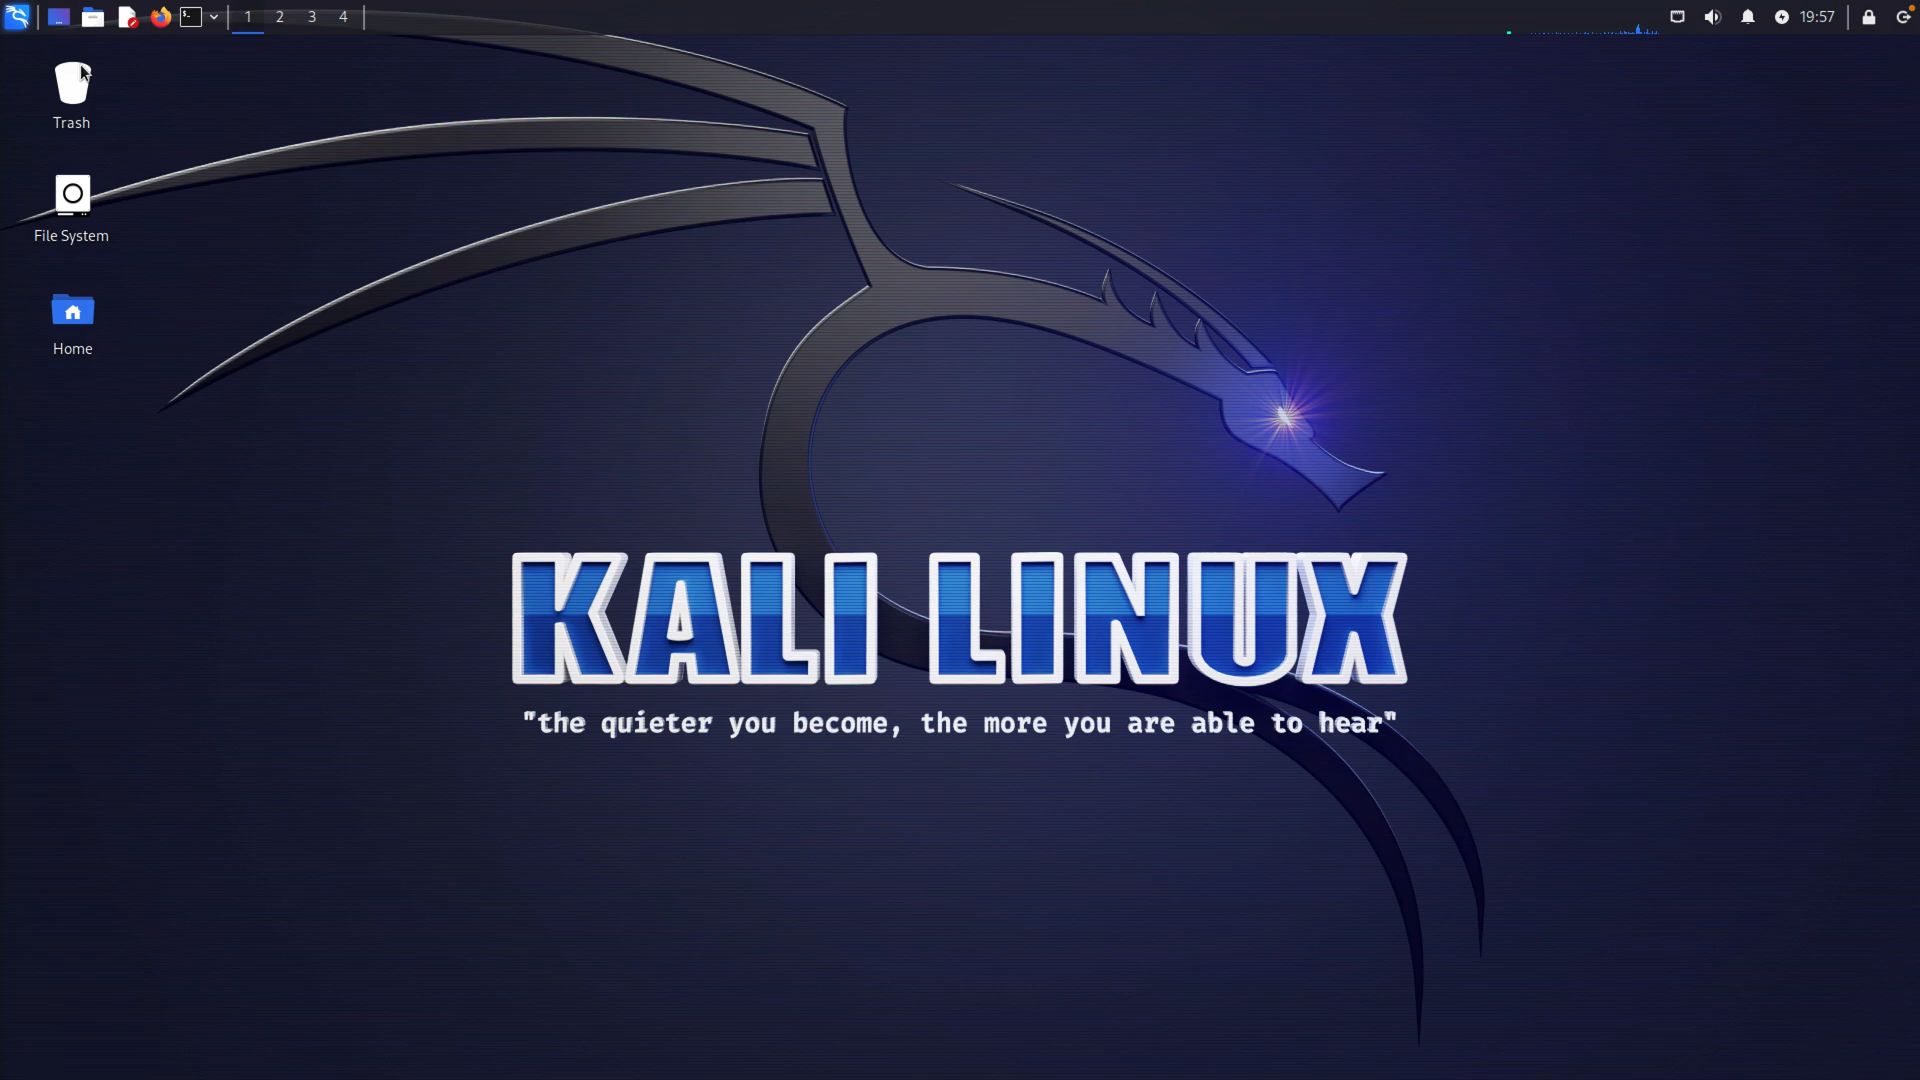 1 2 3 4
19:57
Trash
File System
Home
KALI LINUX
"the quieter you become, the more you are able to hear"